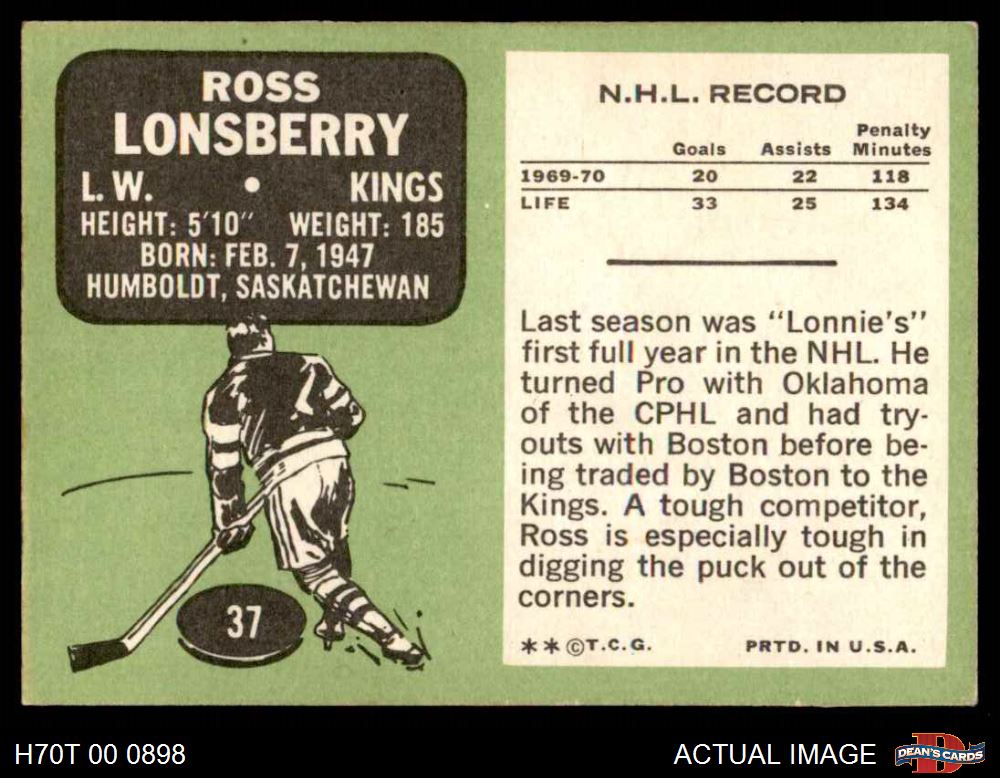 ROSS
LONSBERRY
L. W. • KINGS
HEIGHT: 5'10" WEIGHT: 185
BORN: FEB. 7, 1947
HUMBOLDT, SASKATCHEWAN
37
N.H.L. RECORD
Goals Assists Penalty Minutes
1969-70 20 22 118
LIFE 33 25 134
Last season was "Lonnie's"
first full year in the NHL. He
turned Pro with Oklahoma
of the CPHL and had try-
outs with Boston before be-
ing traded by Boston to the
Kings. A tough competitor,
Ross is especially tough in
digging the puck out of the
corners.
**©T.C.G. PRTD. IN U.S.A.
H70T 00 0898
ACTUAL IMAGE
D
DEAN'S CARDS